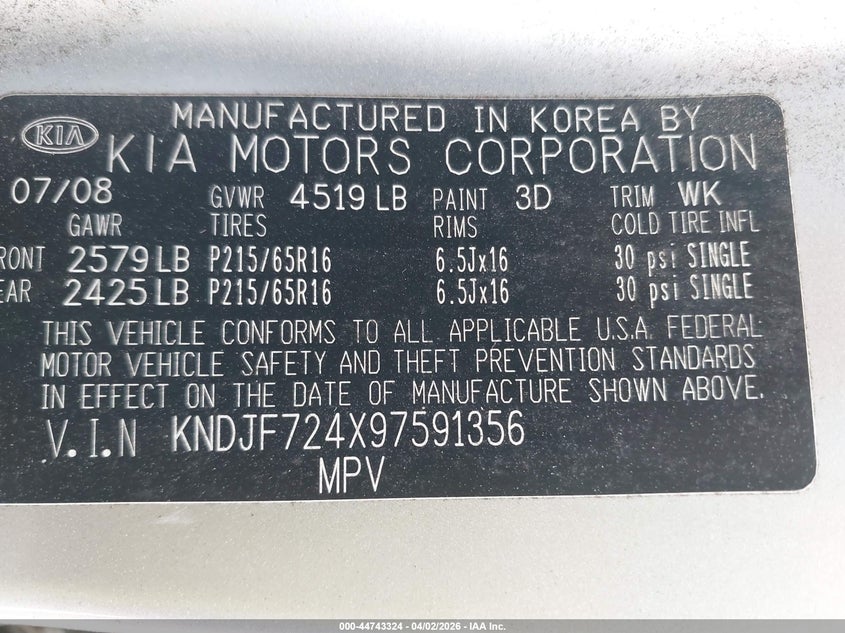 KIA
MANUFACTURED IN KOREA BY
KIA MOTORS CORPORATION
07/08 GVWR 4519 LB PAINT 3D TRIM WK
GAWR TIRES RIMS COLD TIRE INFL
RONT 2579 LB P215/65R16 6.5Jx16 30 psi SINGLE
EAR 2425 LB P215/65R16 6.5Jx16 30 psi SINGLE
THIS VEHICLE CONFORMS TO ALL APPLICABLE U.S.A. FEDERAL
MOTOR VEHICLE SAFETY AND THEFT PREVENTION STANDARDS
IN EFFECT ON THE DATE OF MANUFACTURE SHOWN ABOVE.
V.I.N KNDJF724X97591356
MPV
000-44743324 | 04/02/2026 - IAA Inc.